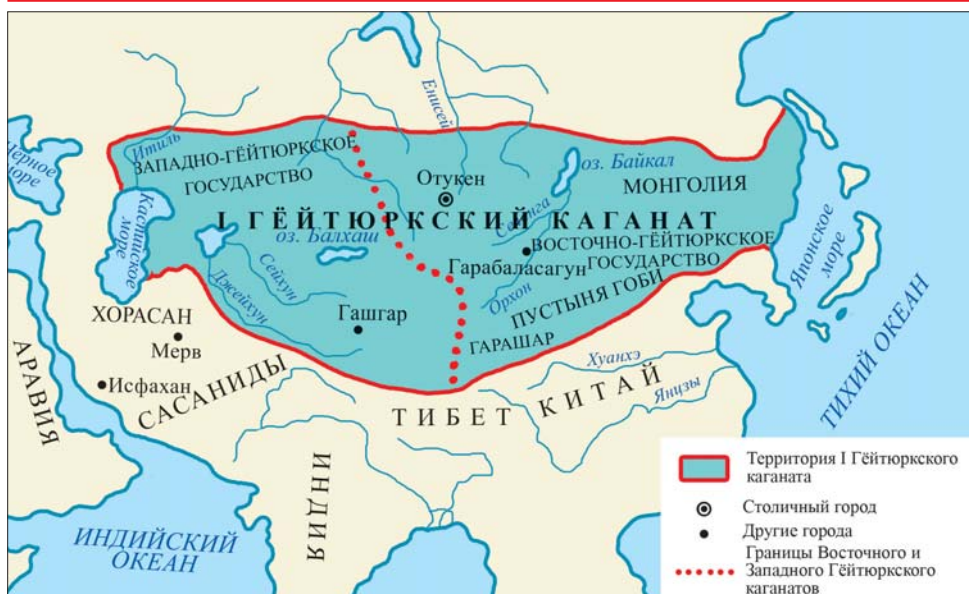 Черное
море
Итиль
ЗАПАДНО-ГЁЙТЮРКСКОЕ
ГОСУДАРСТВО
Енисей
Отукен
оз. Байкал
МОНГОЛИЯ
Селенга
I ГЁЙТЮРКСКИЙ КАГАНАТ
Каспийское
море
оз. Балхаш
Сейхун
Джейхун
Гарабаласагун
ВОСТОЧНО-ГЁЙТЮРКСКОЕ
ГОСУДАРСТВО
Орхон
ПУСТЫНЯ ГОБИ
Японское
море
ХОРАСАН
Мерв
Гашгар
ГАРАШАР
Исфахан
САСАНИДЫ
АРАВИЯ
ТИБЕТ
КИТАЙ
Хуанхэ
Янцзы
ТИХИЙ ОКЕАН
ИНДИЯ
ИНДИЙСКИЙ
ОКЕАН
Территория I Гёйтюркского
каганата
Столичный город
Другие города
Границы Восточного и
Западного Гёйтюркского
каганатов